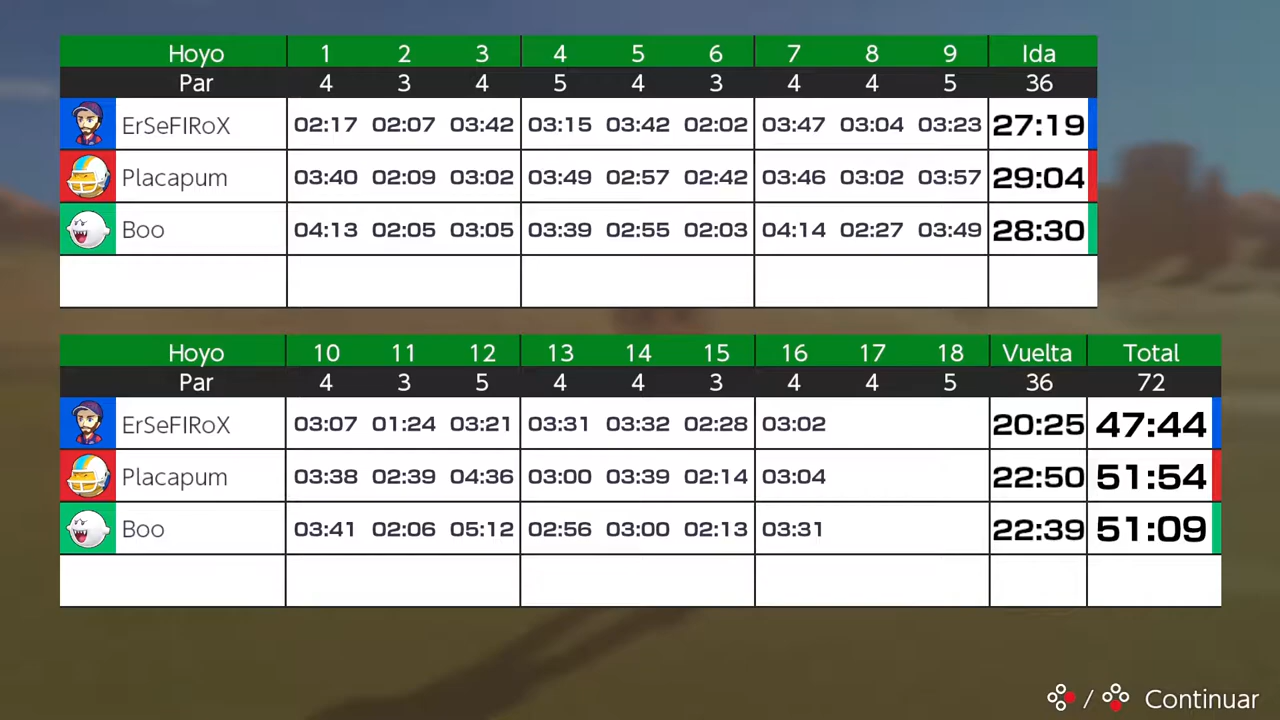 Hoyo 1 2 3 4 5 6 7 8 9 Ida
Par 4 3 4 5 4 3 4 4 5 36
ErSeFIRoX 02:17 02:07 03:42 03:15 03:42 02:02 03:47 03:04 03:23 27:19
Placapum 03:40 02:09 03:02 03:49 02:57 02:42 03:46 03:02 03:57 29:04
Boo 04:13 02:05 03:05 03:39 02:55 02:03 04:14 02:27 03:49 28:30
Hoyo 10 11 12 13 14 15 16 17 18 Vuelta Total
Par 4 3 5 4 4 3 4 4 5 36 72
ErSeFIRoX 03:07 01:24 03:21 03:31 03:32 02:28 03:02 20:25 47:44
Placapum 03:38 02:39 04:36 03:00 03:39 02:14 03:04 22:50 51:54
Boo 03:41 02:06 05:12 02:56 03:00 02:13 03:31 22:39 51:09
/ Continuar